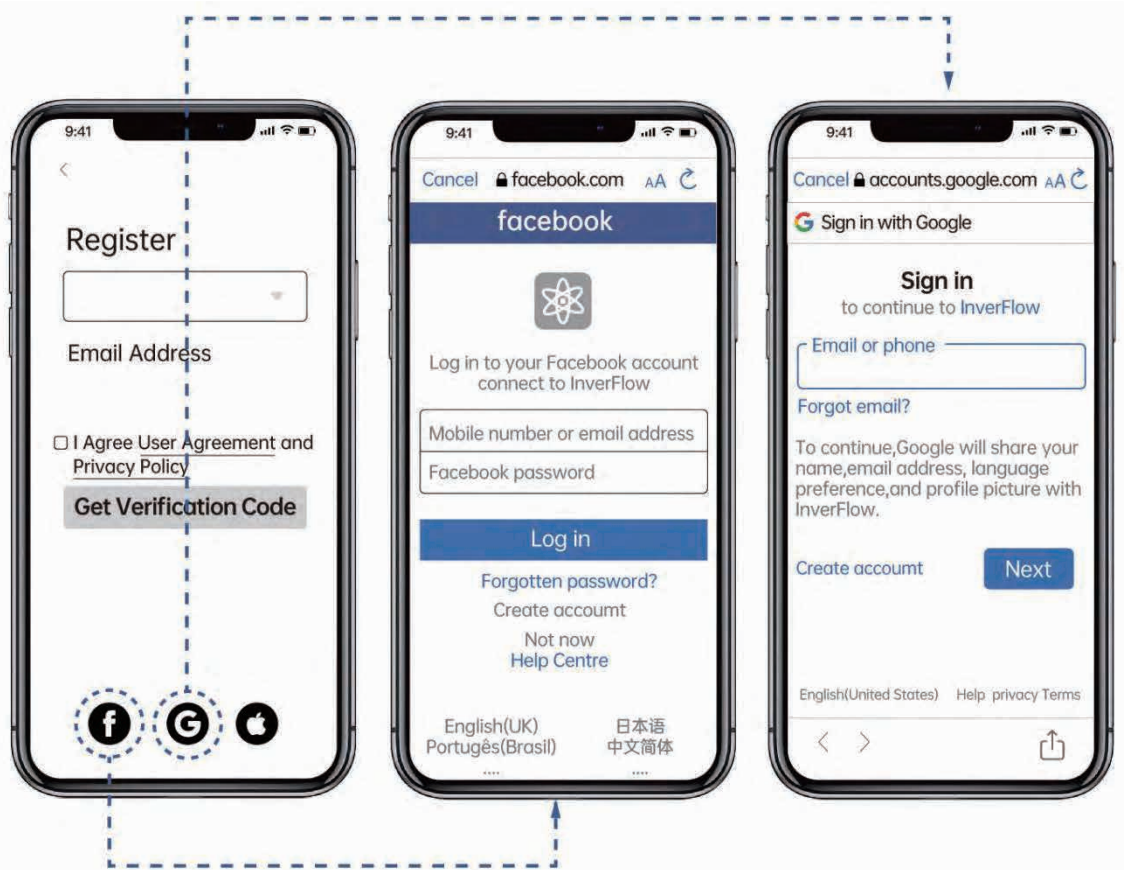 9:41
Register
Email Address
I Agree User Agreement and
Privacy Policy
Get Verification Code
9:41
Cancel facebook.com AA
facebook
Log in to your Facebook account
connect to InverFlow
Mobile number or email address
Facebook password
Log in
Forgotten password?
Create accoumt
Not now
Help Centre
English(UK) 日本语
Portugês(Brasil) 中文简体
.... ....
9:41
Cancel accounts.google.com AA
G Sign in with Google
Sign in
to continue to InverFlow
Email or phone
Forgot email?
To continue,Google will share your
name,email address, language
preference,and profile picture with
InverFlow.
Create accoumt Next
English(United States) Help privacy Terms